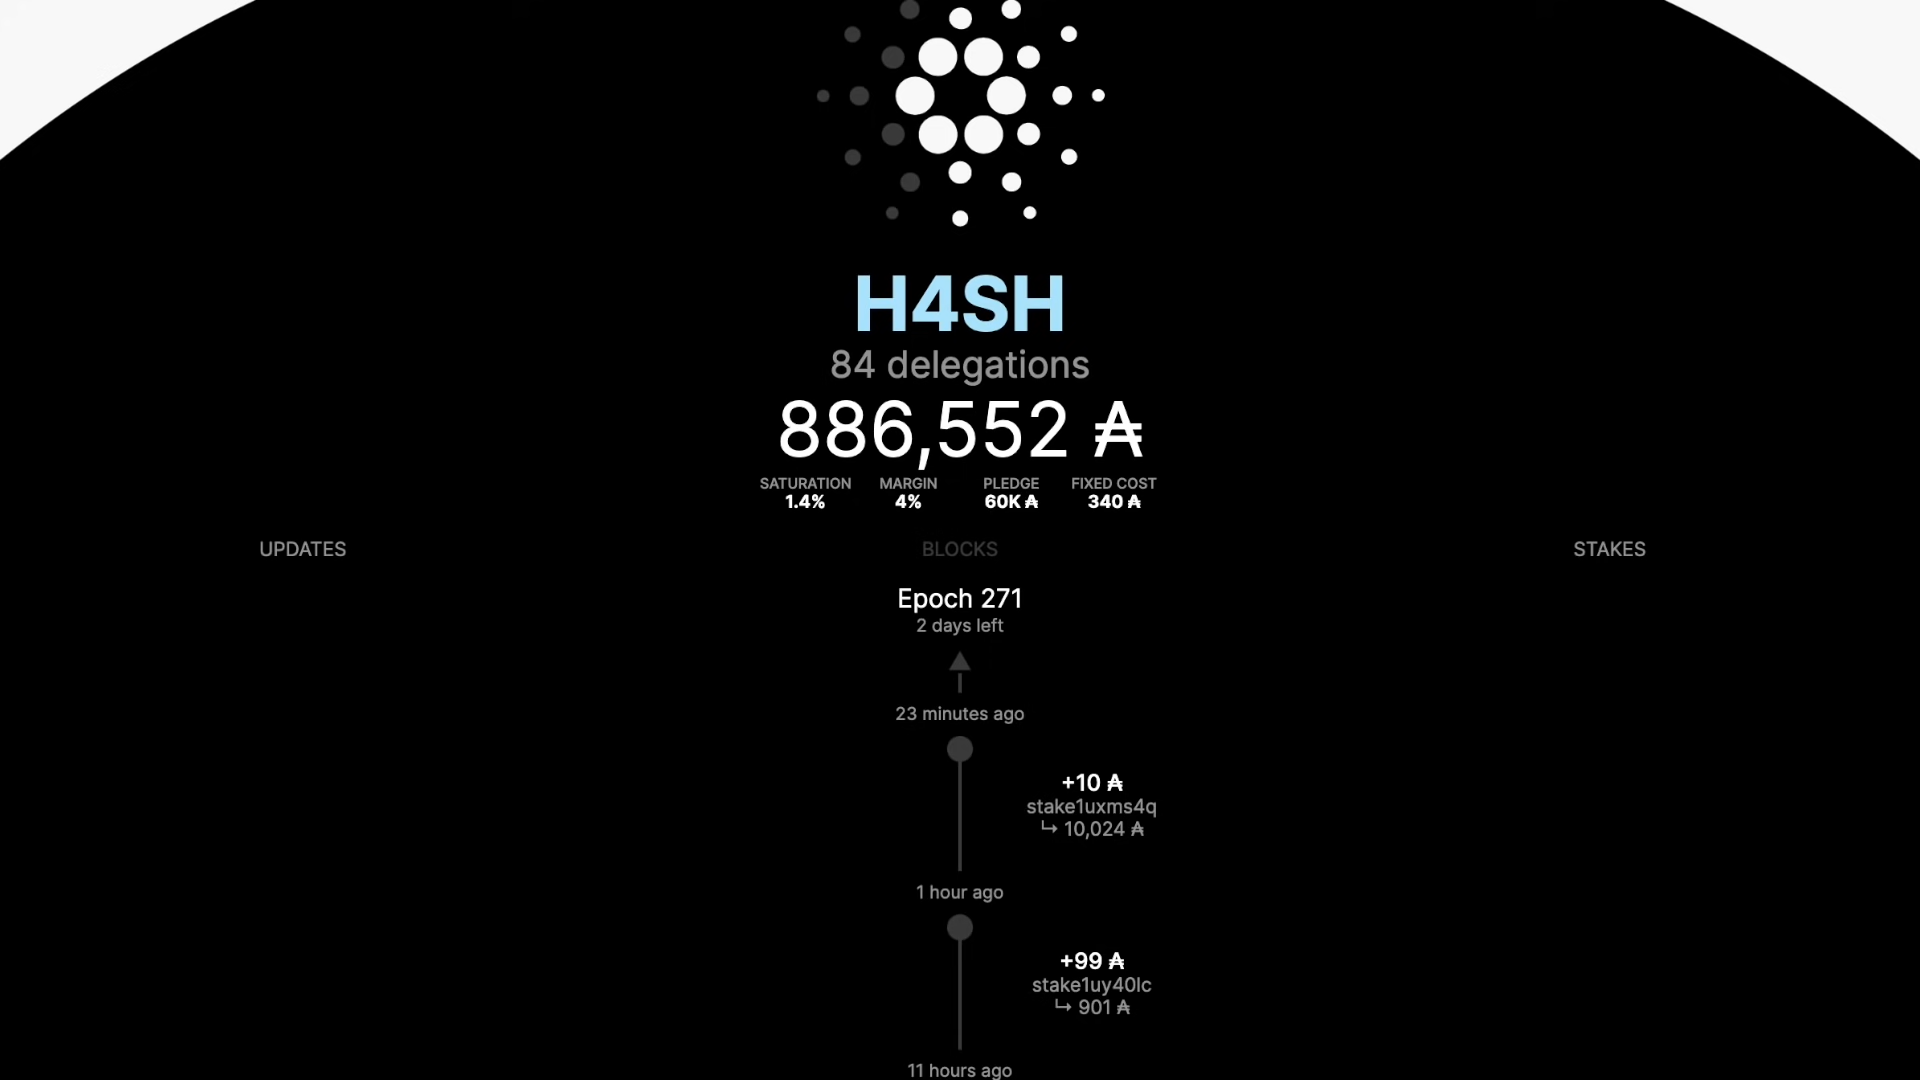 H4SH
84 delegations
886,552 ₳
SATURATION MARGIN PLEDGE FIXED COST
1.4% 4% 60K ₳ 340 ₳
UPDATES BLOCKS STAKES
Epoch 271
2 days left
23 minutes ago
+10 ₳
stake1uxms4q
↳ 10,024 ₳
1 hour ago
+99 ₳
stake1uy40lc
↳ 901 ₳
11 hours ago